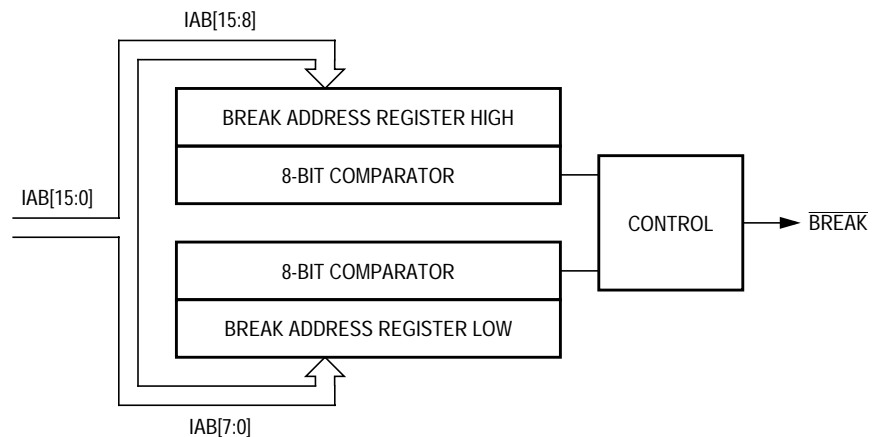 IAB[15:8]
BREAK ADDRESS REGISTER HIGH
8-BIT COMPARATOR
IAB[15:0]
CONTROL
BREAK
8-BIT COMPARATOR
BREAK ADDRESS REGISTER LOW
IAB[7:0]